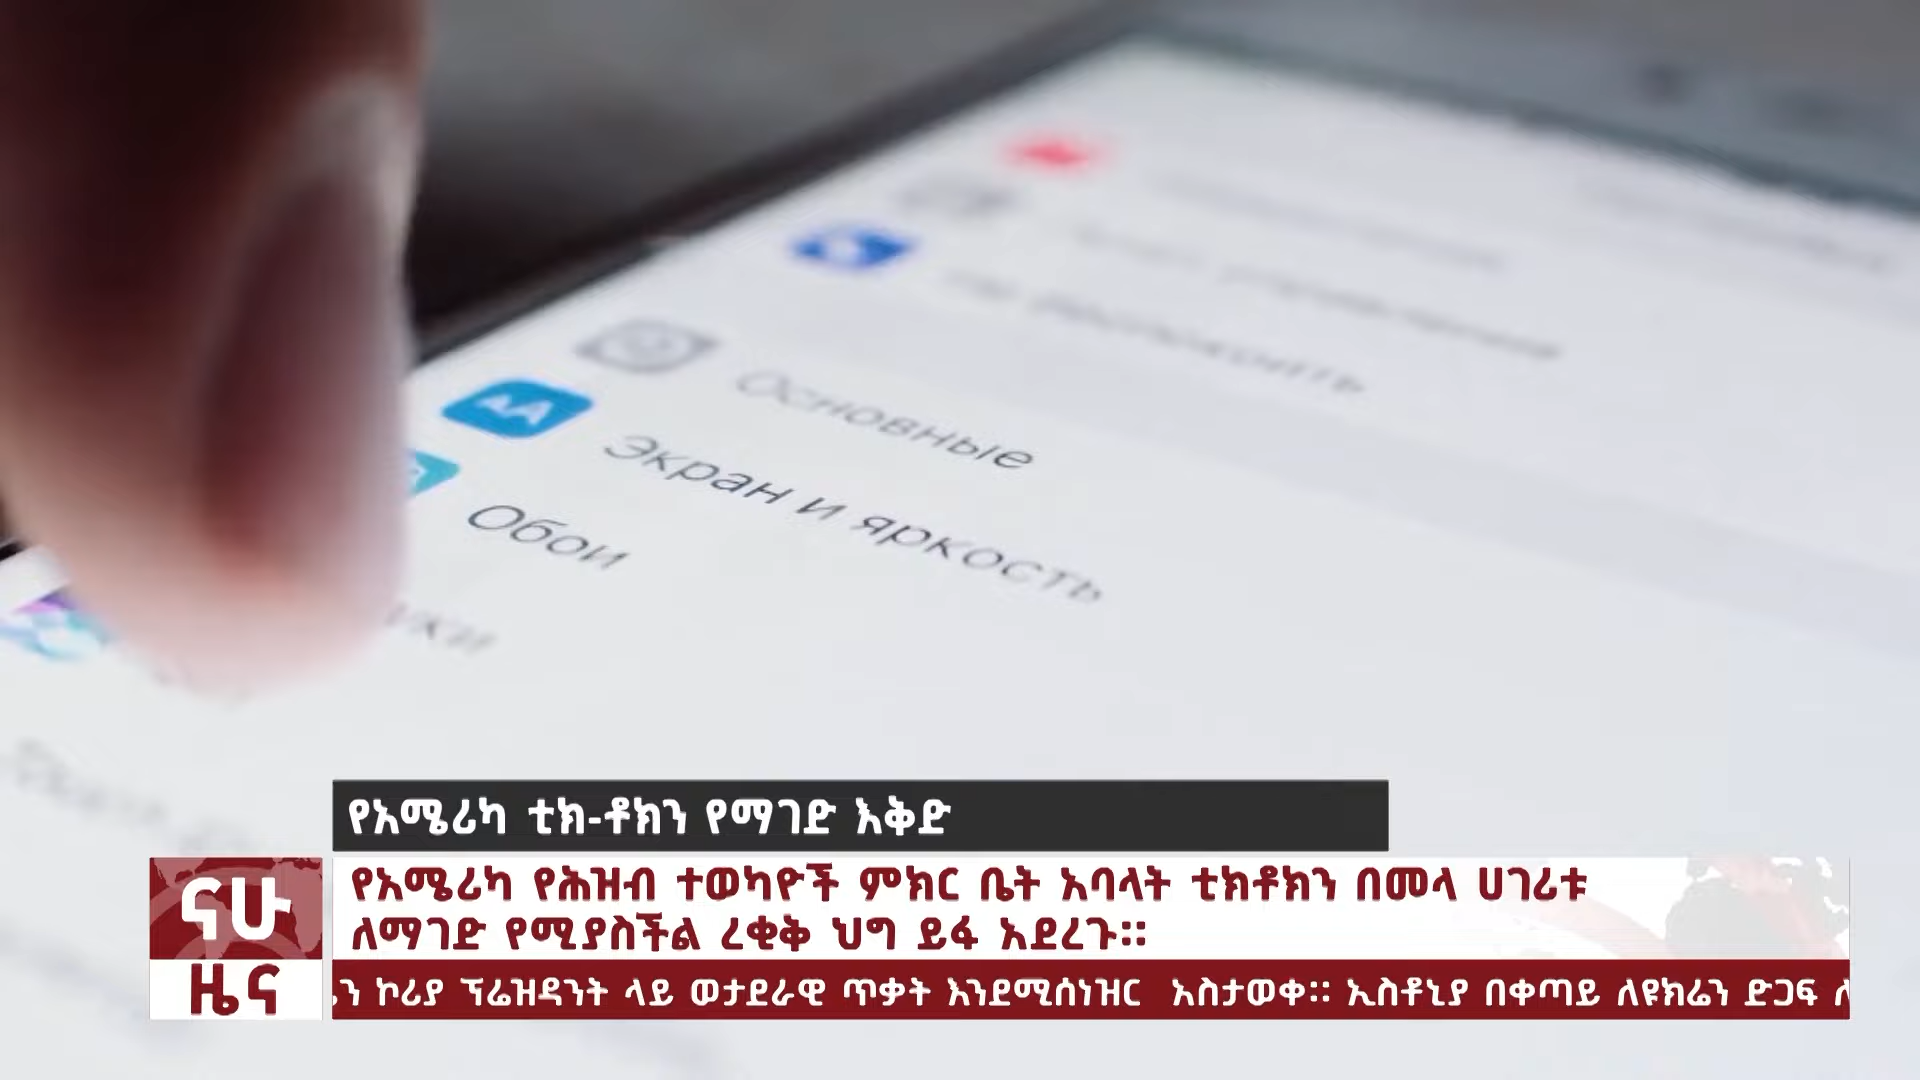 Основные
Экран и яркость
Обои
የአሜሪካ ቲክ-ቶክን የማገድ እቅድ
የአሜሪካ የሕዝብ ተወካዮች ምክር ቤት አባላት ቲክቶክን በመላ ሀገሪቱ
ለማገድ የሚያስችል ረቂቅ ህግ ይፋ አደረጉ።
ናሁ
ዜና
ኮሪያ ፕሬዝዳንት ላይ ወታደራዊ ጥቃት እንደሚሰነዝር አስታወቀ። ኢስቶኒያ በቀጣይ ለዩክሬን ድጋፍ